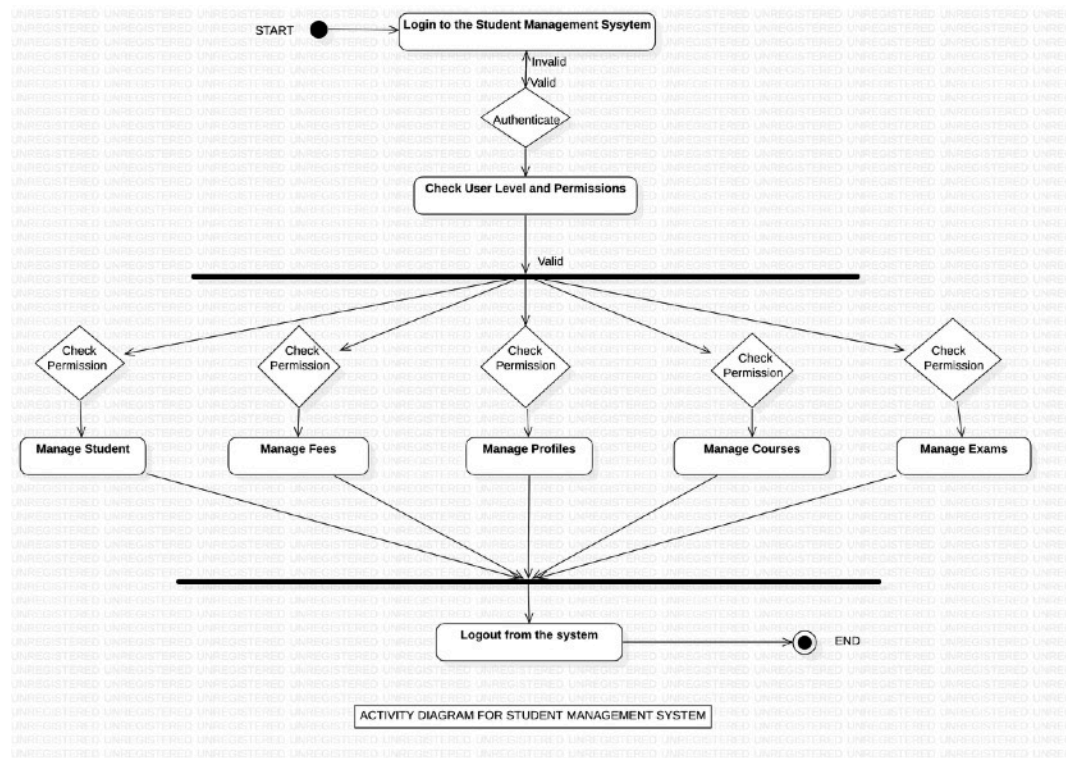 START
Login to the Student Management Sysytem
Invalid
Valid
Authenticate
Check User Level and Permissions
Valid
Check
Permission
Check
Permission
Check
Permission
Check
Permission
Check
Permission
Manage Student
Manage Fees
Manage Profiles
Manage Courses
Manage Exams
Logout from the system
END
ACTIVITY DIAGRAM FOR STUDENT MANAGEMENT SYSTEM